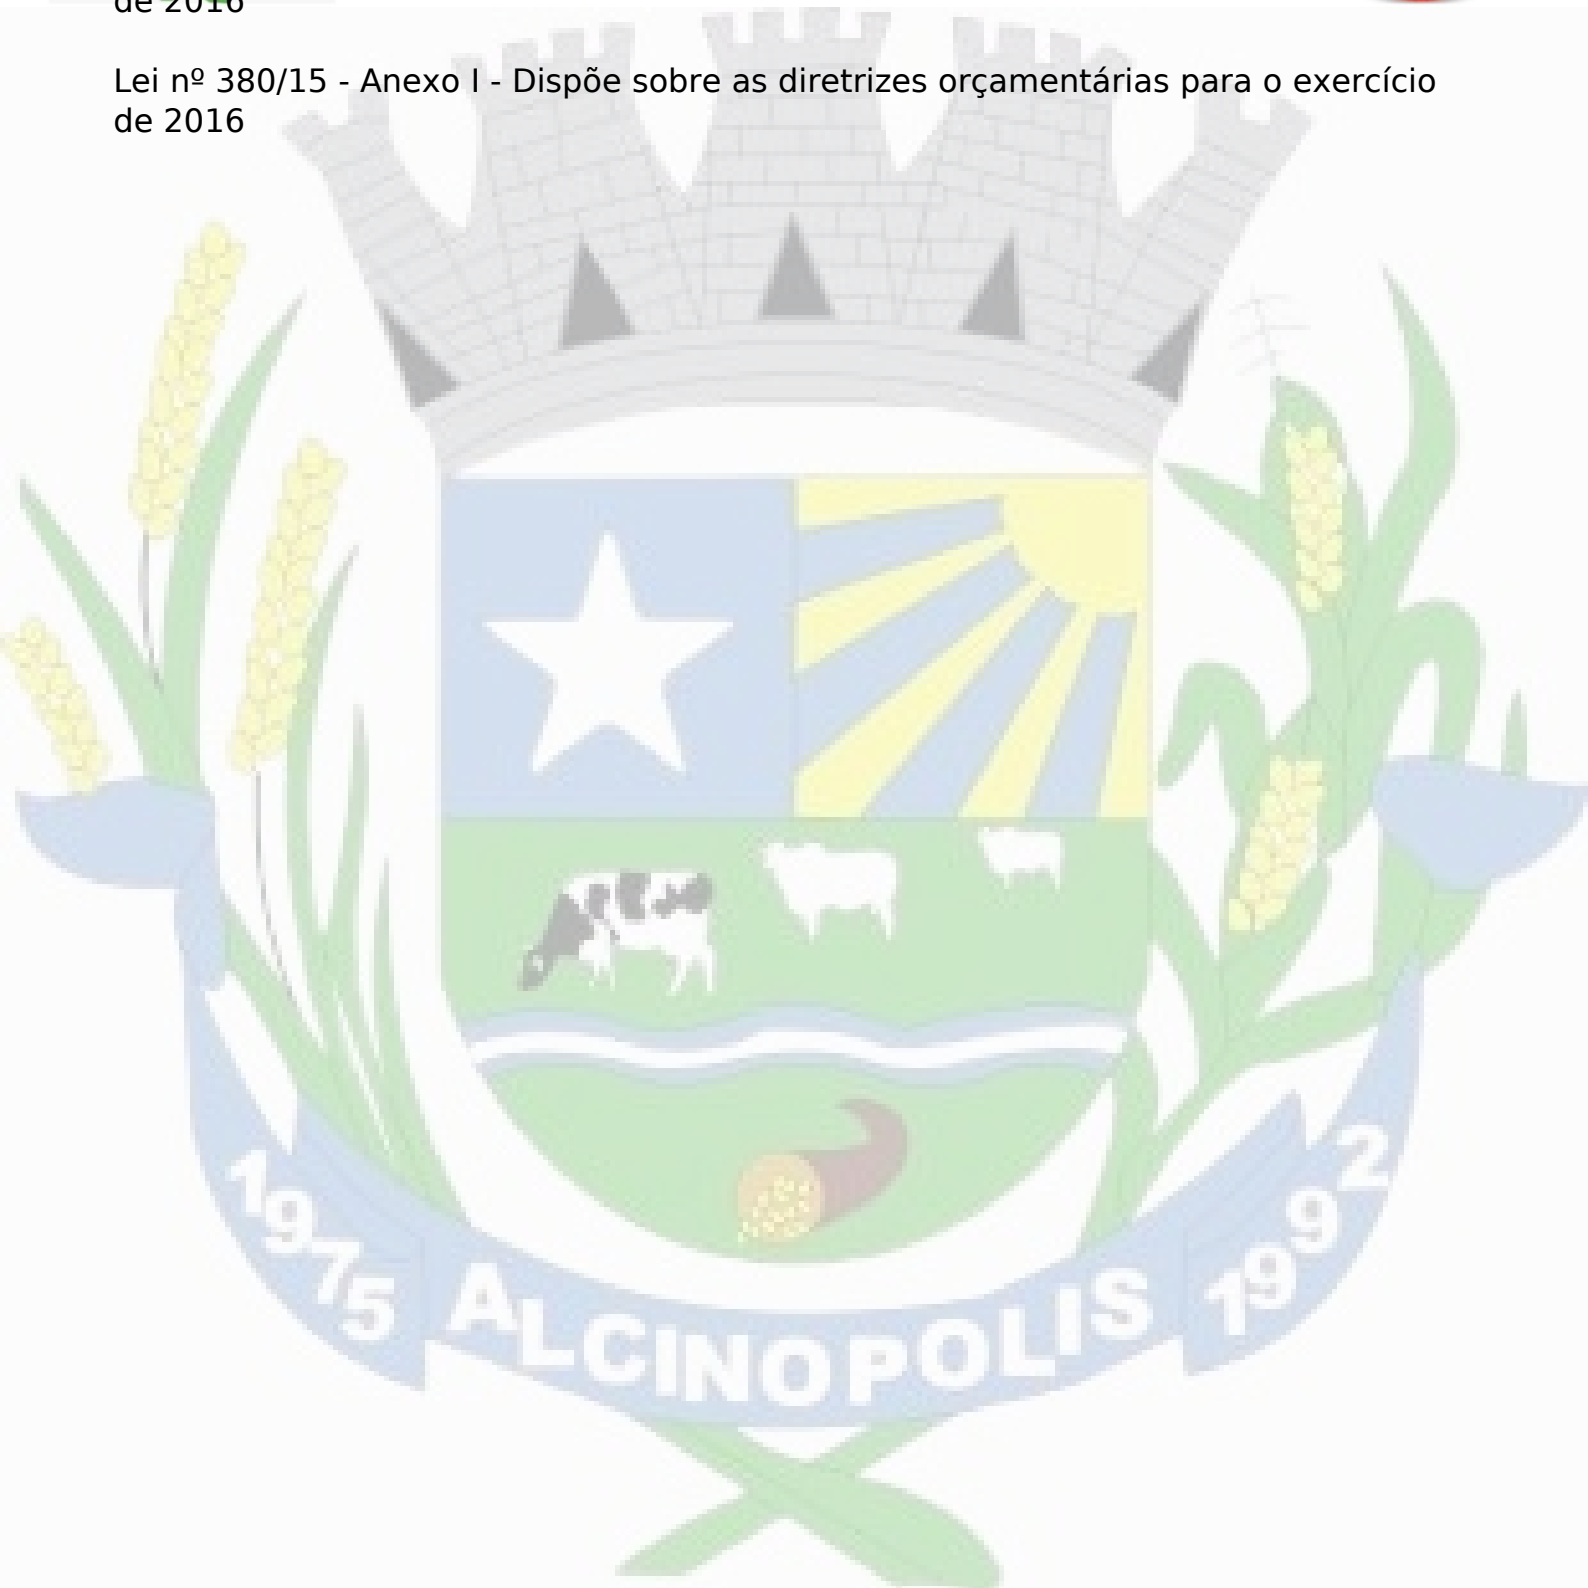 de 2016
Lei nº 380/15 - Anexo I - Dispõe sobre as diretrizes orçamentárias para o exercício
de 2016
1975 ALCINOPOLIS 1992